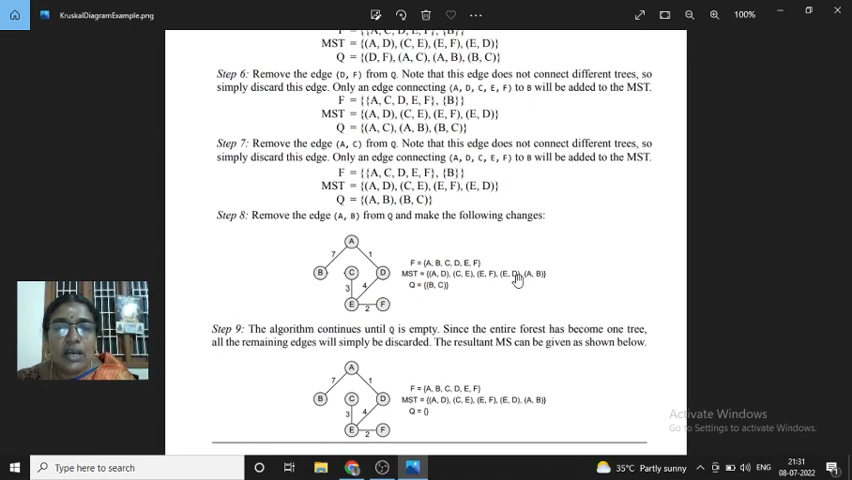 KruskalDiagramExample.png
100%
F = {{A, C, D, E, F}, {B}}
MST = {(A, D), (C, E), (E, F), (E, D)}
Q = {(D, F), (A, C), (A, B), (B, C)}
Step 6: Remove the edge (D, F) from Q. Note that this edge does not connect different trees, so
simply discard this edge. Only an edge connecting (A, D, C, E, F) to B will be added to the MST.
F = {{A, C, D, E, F}, {B}}
MST = {(A, D), (C, E), (E, F), (E, D)}
Q = {(A, C), (A, B), (B, C)}
Step 7: Remove the edge (A, C) from Q. Note that this edge does not connect different trees, so
simply discard this edge. Only an edge connecting (A, D, C, E, F) to B will be added to the MST.
F = {{A, C, D, E, F}, {B}}
MST = {(A, D), (C, E), (E, F), (E, D)}
Q = {(A, B), (B, C)}
Step 8: Remove the edge (A, B) from Q and make the following changes:
A
7 1
B C D
3 4
E 2 F
F = {A, B, C, D, E, F}
MST = {(A, D), (C, E), (E, F), (E, D), (A, B)}
Q = {(B, C)}
Step 9: The algorithm continues until Q is empty. Since the entire forest has become one tree,
all the remaining edges will simply be discarded. The resultant MS can be given as shown below.
A
7 1
B C D
3 4
E 2 F
F = {A, B, C, D, E, F}
MST = {(A, D), (C, E), (E, F), (E, D), (A, B)}
Q = {}
Activate Windows
Go to Settings to activate Windows.
Type here to search
35°C Partly sunny
ENG
21:31
08-07-2022